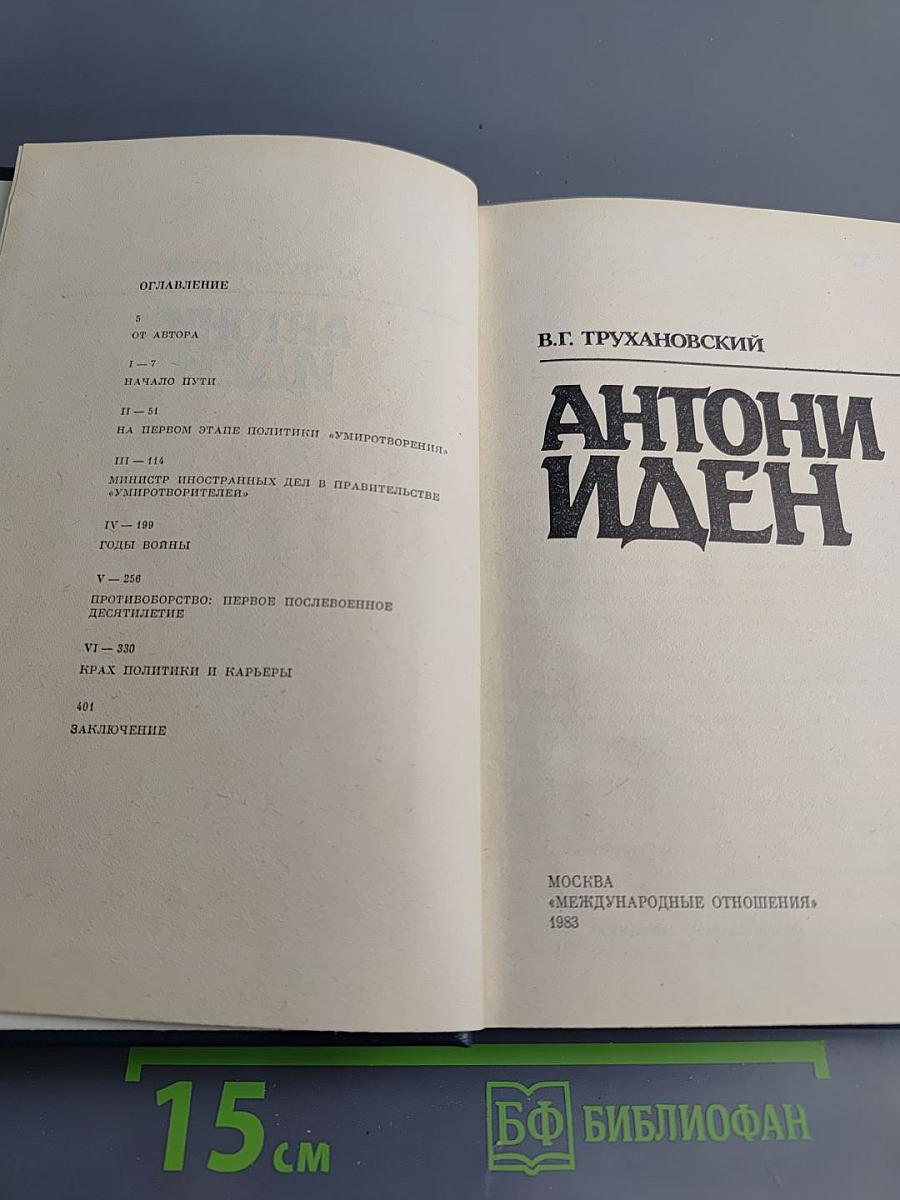 ОГЛАВЛЕНИЕ
5
ОТ АВТОРА
I — 7
НАЧАЛО ПУТИ
II — 51
НА ПЕРВОМ ЭТАПЕ ПОЛИТИКИ «УМИРОТВОРЕНИЯ»
III — 114
МИНИСТР ИНОСТРАННЫХ ДЕЛ В ПРАВИТЕЛЬСТВЕ
«УМИРОТВОРИТЕЛЕЙ»
IV — 199
ГОДЫ ВОЙНЫ
V — 256
ПРОТИВОБОРСТВО: ПЕРВОЕ ПОСЛЕВОЕННОЕ
ДЕСЯТИЛЕТИЕ
VI — 330
КРАХ ПОЛИТИКИ И КАРЬЕРЫ
401
ЗАКЛЮЧЕНИЕ
В.Г. ТРУХАНОВСКИЙ
АНТОНИ
ИДЕН
МОСКВА
«МЕЖДУНАРОДНЫЕ ОТНОШЕНИЯ»
1983
15 см
БФ БИБЛИОФАН